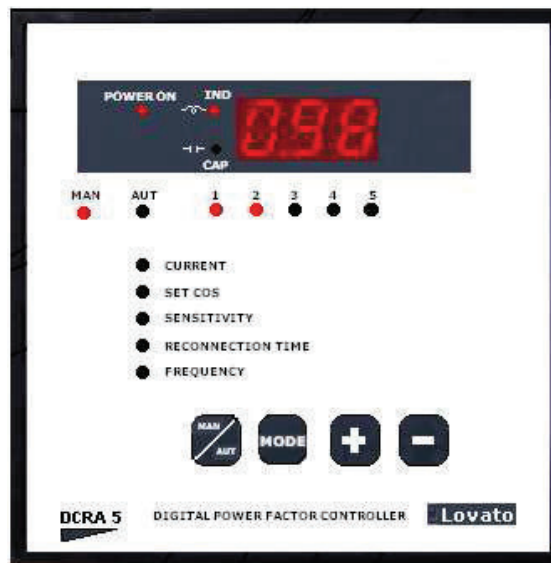 POWER ON IND
098
CAP
MAN AUT 1 2 3 4 5
CURRENT
SET COS
SENSITIVITY
RECONNECTION TIME
FREQUENCY
MAN AUT MODE + -
DCRA 5 DIGITAL POWER FACTOR CONTROLLER Lovato